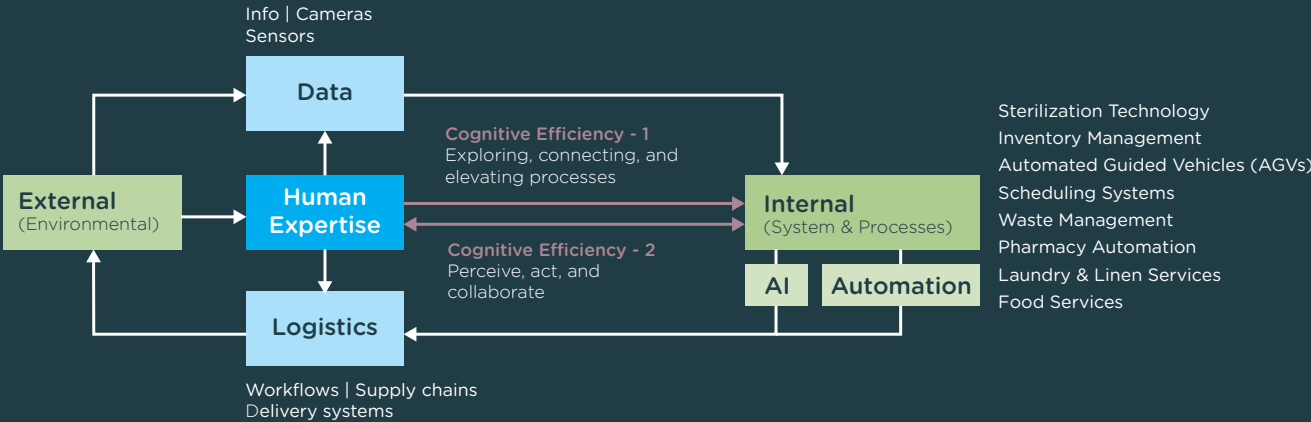 Info | Cameras
Sensors
Data
Cognitive Efficiency - 1
Exploring, connecting, and
elevating processes
External
(Environmental)
Human
Expertise
Internal
(System & Processes)
Cognitive Efficiency - 2
Perceive, act, and
collaborate
AI
Automation
Logistics
Workflows | Supply chains
Delivery systems
Sterilization Technology
Inventory Management
Automated Guided Vehicles (AGVs)
Scheduling Systems
Waste Management
Pharmacy Automation
Laundry & Linen Services
Food Services